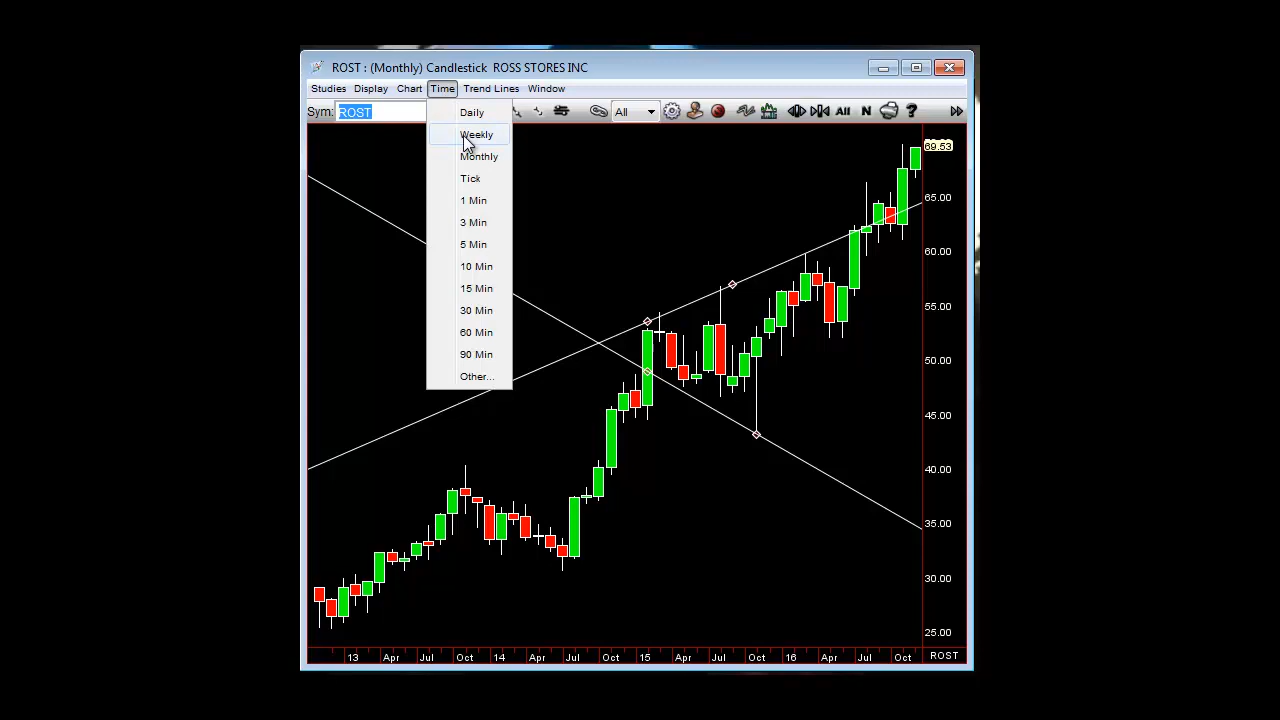 ROST : (Monthly) Candlestick  ROSS STORES INC
Studies Display Chart Time Trend Lines Window
Sym: ROST All All N ?
Daily
Weekly
Monthly
Tick
1 Min
3 Min
5 Min
10 Min
15 Min
30 Min
60 Min
90 Min
Other...
69.53
65.00
60.00
55.00
50.00
45.00
40.00
35.00
30.00
25.00
13 Apr Jul Oct 14 Apr Jul Oct 15 Apr Jul Oct 16 Apr Jul Oct ROST